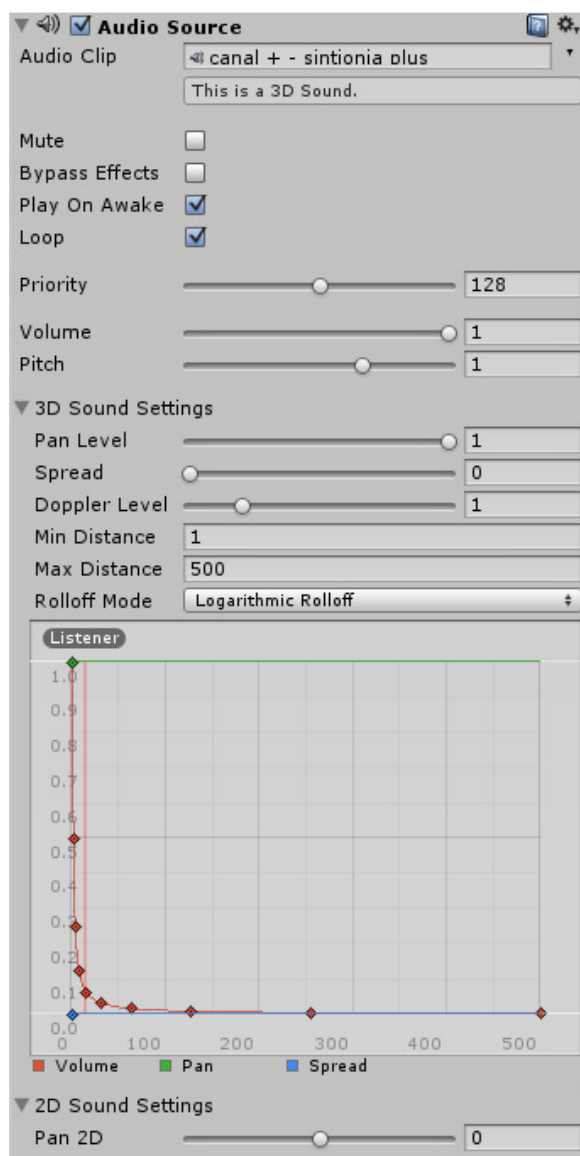 Audio Source
Audio Clip canal + - sintionia plus
This is a 3D Sound.
Mute
Bypass Effects
Play On Awake
Loop
Priority 128
Volume 1
Pitch 1
3D Sound Settings
Pan Level 1
Spread 0
Doppler Level 1
Min Distance 1
Max Distance 500
Rolloff Mode Logarithmic Rolloff
Listener
1.0
0.9
0.8
0.7
0.6
0.5
0.4
0.3
0.2
0.1
0.0
0 100 200 300 400 500
Volume Pan Spread
2D Sound Settings
Pan 2D 0